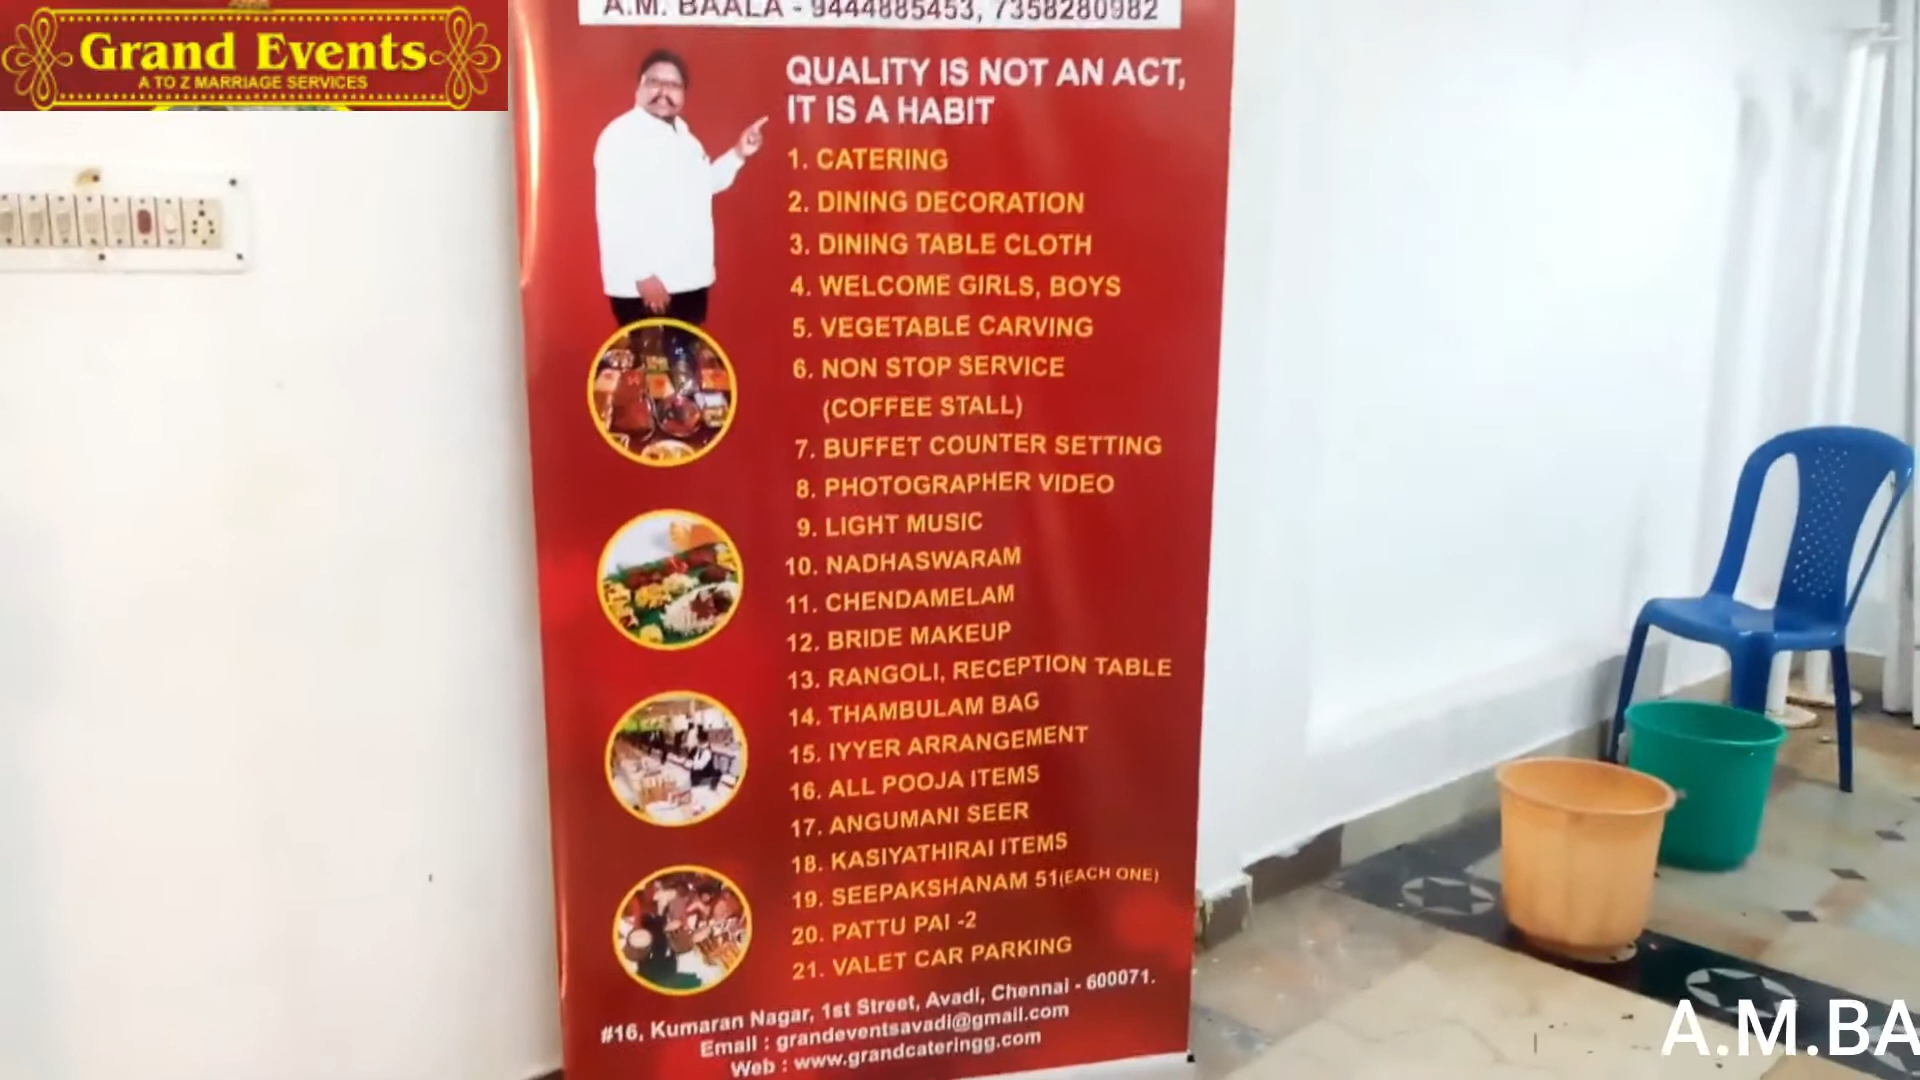 Grand Events
A TO Z MARRIAGE SERVICES
A.M. BAALA - 9444885453, 7358280982
QUALITY IS NOT AN ACT,
IT IS A HABIT
1. CATERING
2. DINING DECORATION
3. DINING TABLE CLOTH
4. WELCOME GIRLS, BOYS
5. VEGETABLE CARVING
6. NON STOP SERVICE
(COFFEE STALL)
7. BUFFET COUNTER SETTING
8. PHOTOGRAPHER VIDEO
9. LIGHT MUSIC
10. NADHASWARAM
11. CHENDAMELAM
12. BRIDE MAKEUP
13. RANGOLI, RECEPTION TABLE
14. THAMBULAM BAG
15. IYYER ARRANGEMENT
16. ALL POOJA ITEMS
17. ANGUMANI SEER
18. KASIYATHIRAI ITEMS
19. SEEPAKSHANAM 51(EACH ONE)
20. PATTU PAI -2
21. VALET CAR PARKING
#16, Kumaran Nagar, 1st Street, Avadi, Chennai - 600071.
Email : grandeventsavadi@gmail.com
Web : www.grandcateringg.com
A.M.BA